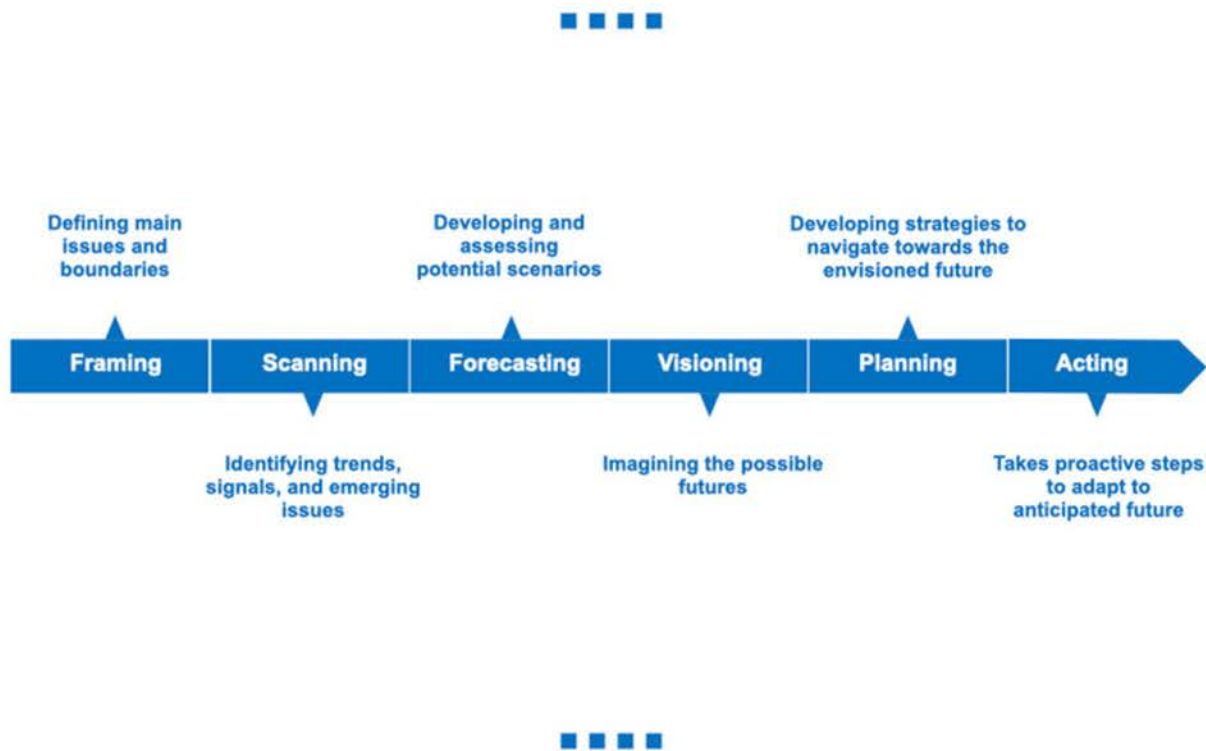 Defining main
issues and
boundaries
Developing and
assessing
potential scenarios
Developing strategies to
navigate towards the
envisioned future
Framing
Scanning
Forecasting
Visioning
Planning
Acting
Identifying trends,
signals, and emerging
issues
Imagining the possible
futures
Takes proactive steps
to adapt to
anticipated future